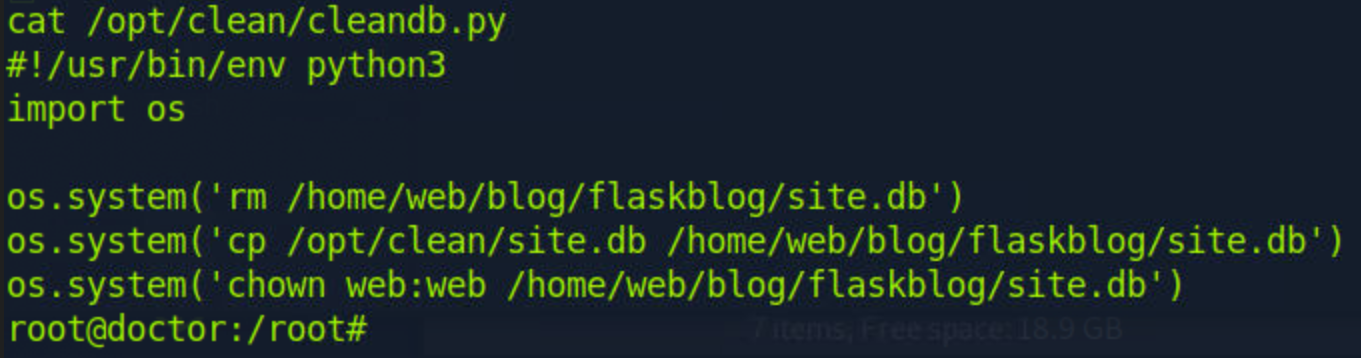 cat /opt/clean/cleandb.py
#!/usr/bin/env python3
import os
os.system('rm /home/web/blog/flaskblog/site.db')
os.system('cp /opt/clean/site.db /home/web/blog/flaskblog/site.db')
os.system('chown web:web /home/web/blog/flaskblog/site.db')
root@doctor:/root#
7 items, Free space: 18.9 GB